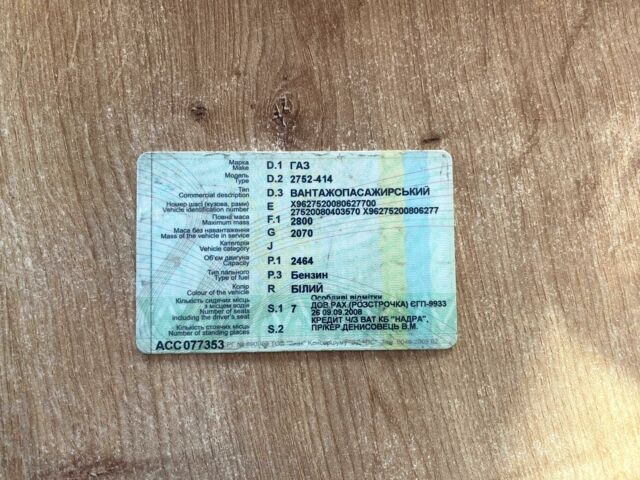 Марка
Make
D.1 ГАЗ
Модель
Type
D.2 2752-414
Тип
Commercial description
D.3 ВАНТАЖОПАСАЖИРСЬКИЙ
Номер шасі (кузова, рами)
Vehicle identification number
E X9627520080627700
27520080403570 X96275200806277
Повна маса
Maximum mass
F.1 2800
Маса без навантаження
Mass of the vehicle in service
G 2070
Категорія
Vehicle category
J
Об'єм двигуна
Capacity
P.1 2464
Тип пального
Type of fuel
P.3 Бензин
Колір
Colour of the vehicle
R БІЛИЙ
Кількість сидячих місць
з місцем водія
Number of seats
including the driver's seat
S.1 7
Особливі відмітки
ДОВ.РАХ.(РОЗСТРОЧКА) ЄГП-9933
26 09.09.2008
КРЕДИТ Ч/З ВАТ КБ "НАДРА",
ПР/КЕР.ДЕНИСОВЕЦЬ В.М.
Кількість стоячих місць
Number of standing places
S.2
ACC077353